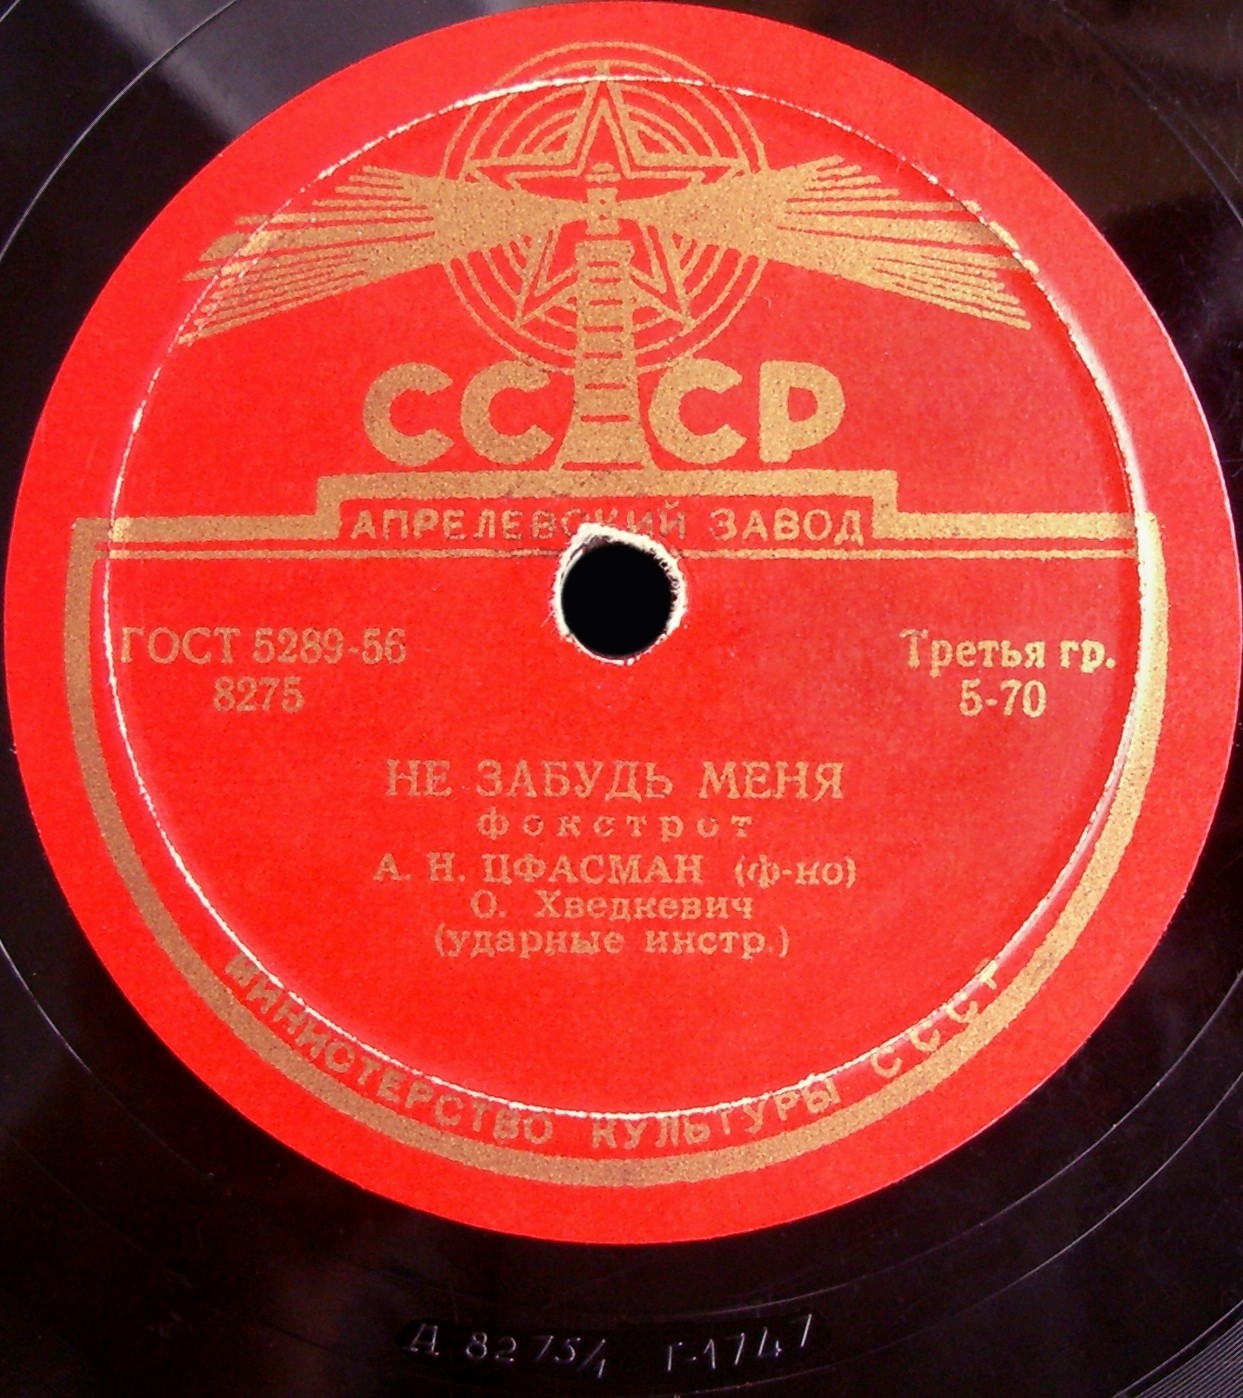 СССР
АПРЕЛЕВСКИЙ ЗАВОД
ГОСТ 5289-56
8275
Третья гр.
5-70
НЕ ЗАБУДЬ МЕНЯ
фокстрот
А. Н. ЦФАСМАН (ф-но)
О. Хведкевич
(ударные инстр.)
МИНИСТЕРСТВО КУЛЬТУРЫ СССР
А 8275/1 Г-1747